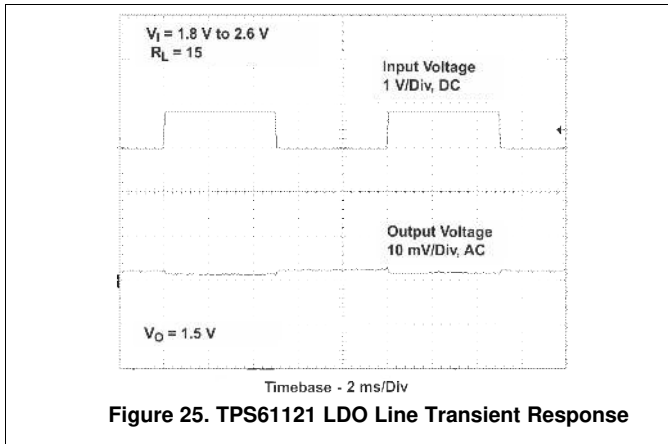 V_I = 1.8 V to 2.6 V
R_L = 15
Input Voltage
1 V/Div, DC
Output Voltage
10 mV/Div, AC
V_O = 1.5 V
Timebase - 2 ms/Div
Figure 25. TPS61121 LDO Line Transient Response